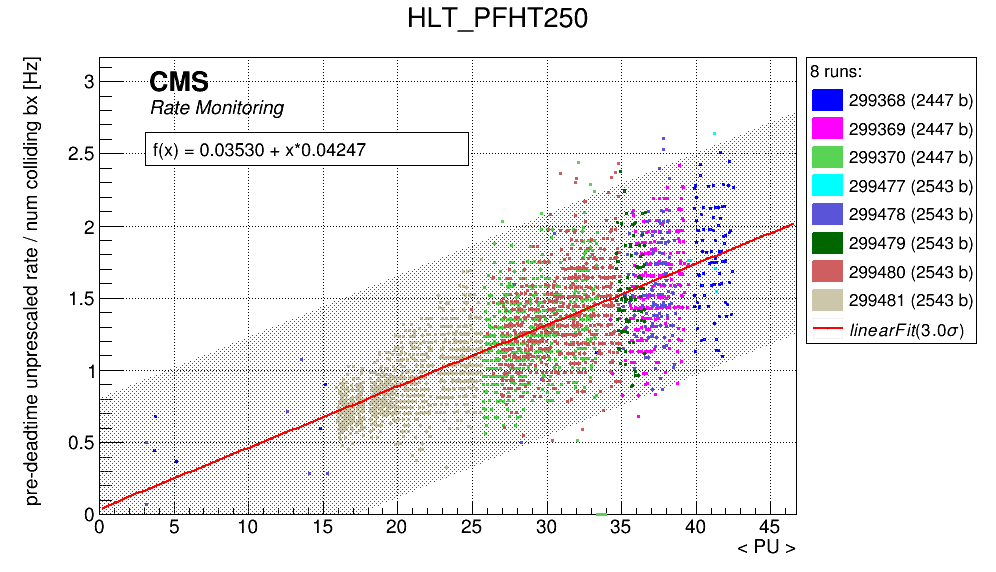 HLT_PFHT250
pre-deadtime unprescaled rate / num colliding bx [Hz]
3
2.5
2
1.5
1
0.5
0
CMS
Rate Monitoring
f(x) = 0.03530 + x*0.04247
0 5 10 15 20 25 30 35 40 45
< PU >
8 runs:
299368 (2447 b)
299369 (2447 b)
299370 (2447 b)
299477 (2543 b)
299478 (2543 b)
299479 (2543 b)
299480 (2543 b)
299481 (2543 b)
linearFit(3.0σ)